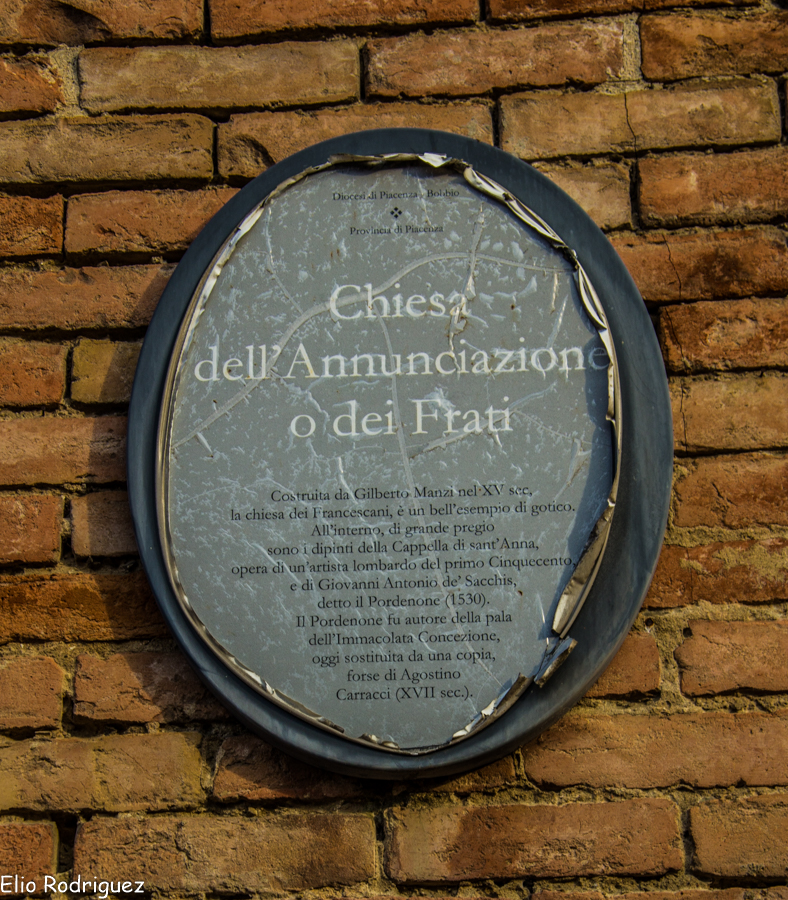 Diocesi di Piacenza - Bobbio
Provincia di Piacenza
Chiesa
dell'Annunciazione
o dei Frati
Costruita da Gilberto Manzi nel XV sec,
la chiesa dei Francescani, è un bell'esempio di gotico.
All'interno, di grande pregio
sono i dipinti della Cappella di sant'Anna,
opera di un'artista lombardo del primo Cinquecento,
e di Giovanni Antonio de' Sacchis,
detto il Pordenone (1530).
Il Pordenone fu autore della pala
dell'Immacolata Concezione,
oggi sostituita da una copia,
forse di Agostino
Carracci (XVII sec.).
Elio Rodriguez